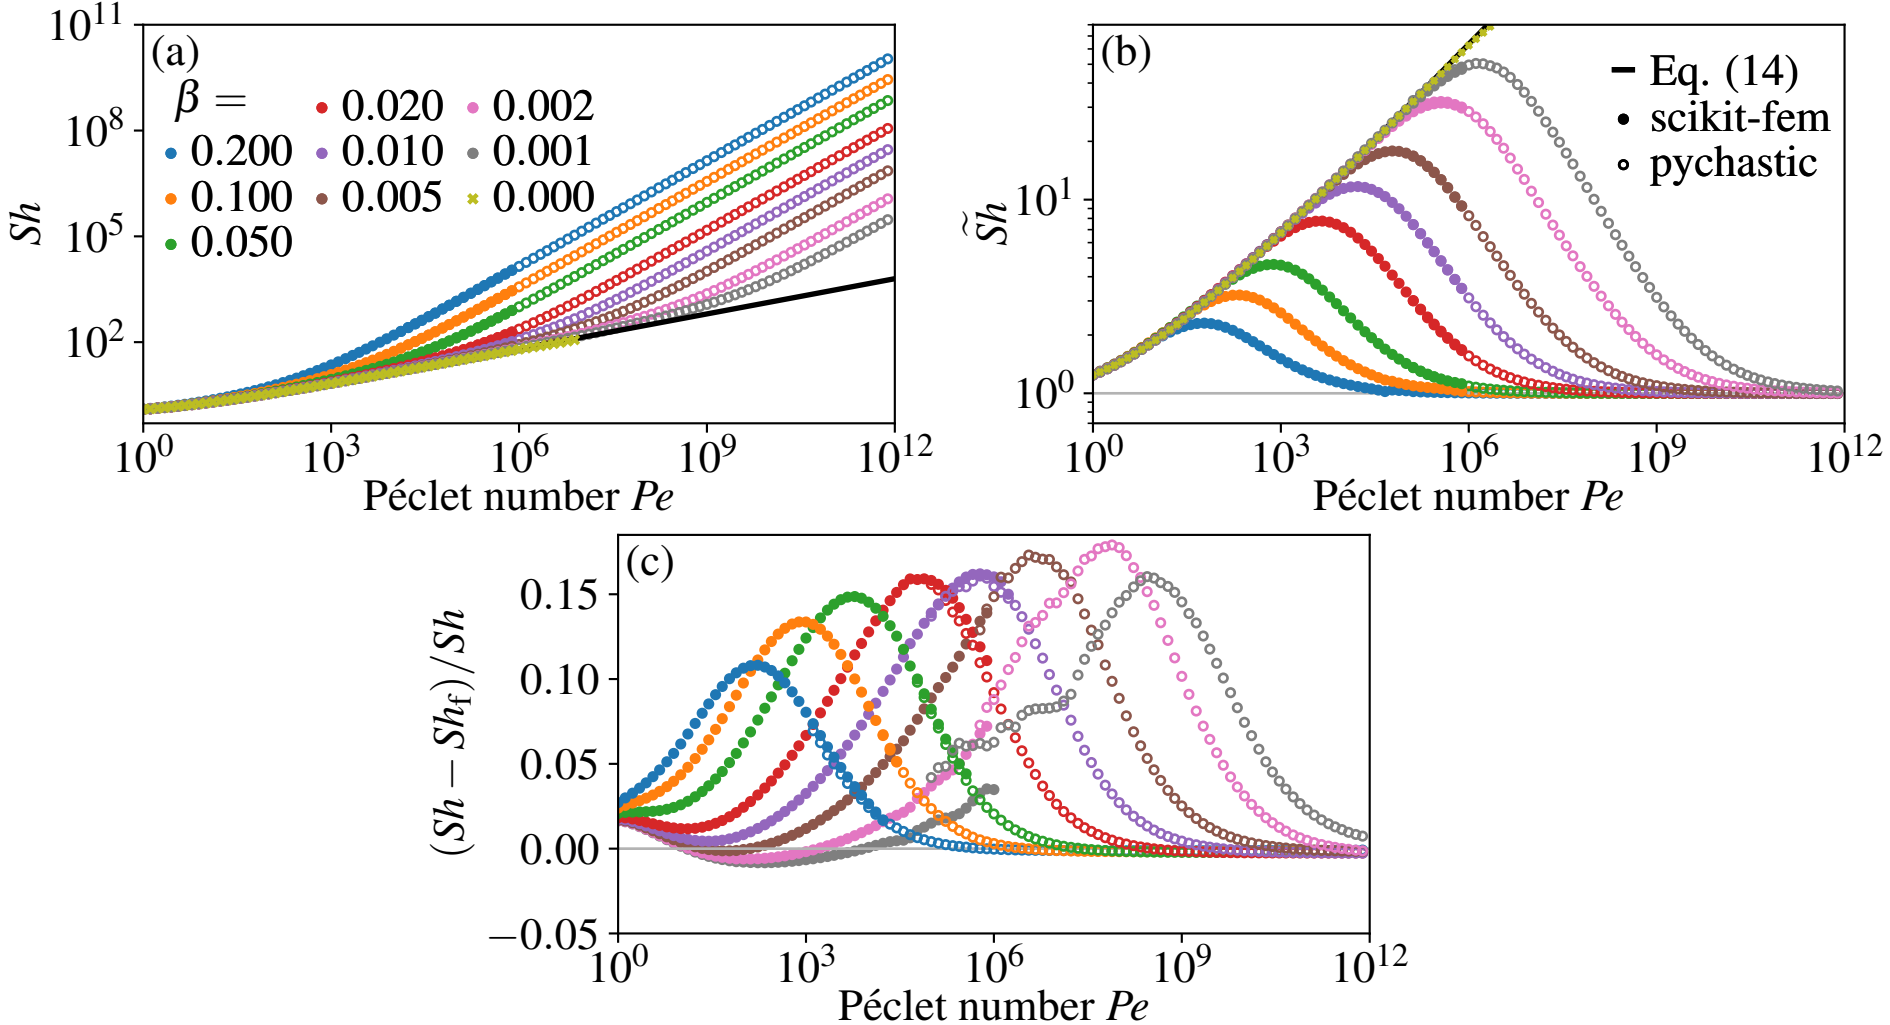 (a)
10^11
10^8
10^5
10^2
Sh
β =
0.200
0.100
0.050
0.020
0.010
0.005
0.002
0.001
0.000
10^0
10^3
10^6
10^9
10^12
Péclet number Pe
(b)
Eq. (14)
scikit-fem
pychastic
10^1
10^0
S͠h
10^0
10^3
10^6
10^9
10^12
Péclet number Pe
(c)
0.15
0.10
0.05
0.00
−0.05
(Sh − Sh_f)/Sh
10^0
10^3
10^6
10^9
10^12
Péclet number Pe